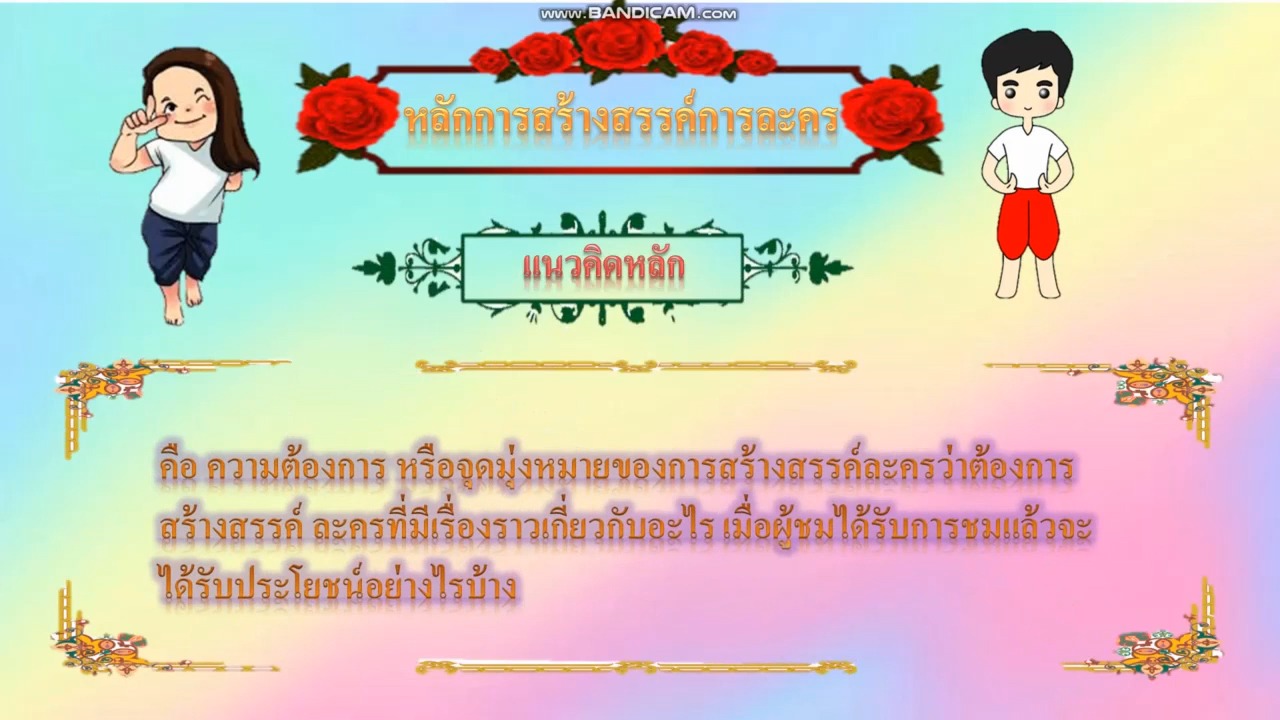 www.BANDICAM.com
หลักการสร้างสรรค์การละคร
แนวคิดหลัก
คือ ความต้องการ หรือจุดมุ่งหมายของการสร้างสรรค์ละครว่าต้องการ
สร้างสรรค์ ละครที่มีเรื่องราวเกี่ยวกับอะไร เมื่อผู้ชมได้รับการชมแล้วจะ
ได้รับประโยชน์อย่างไรบ้าง